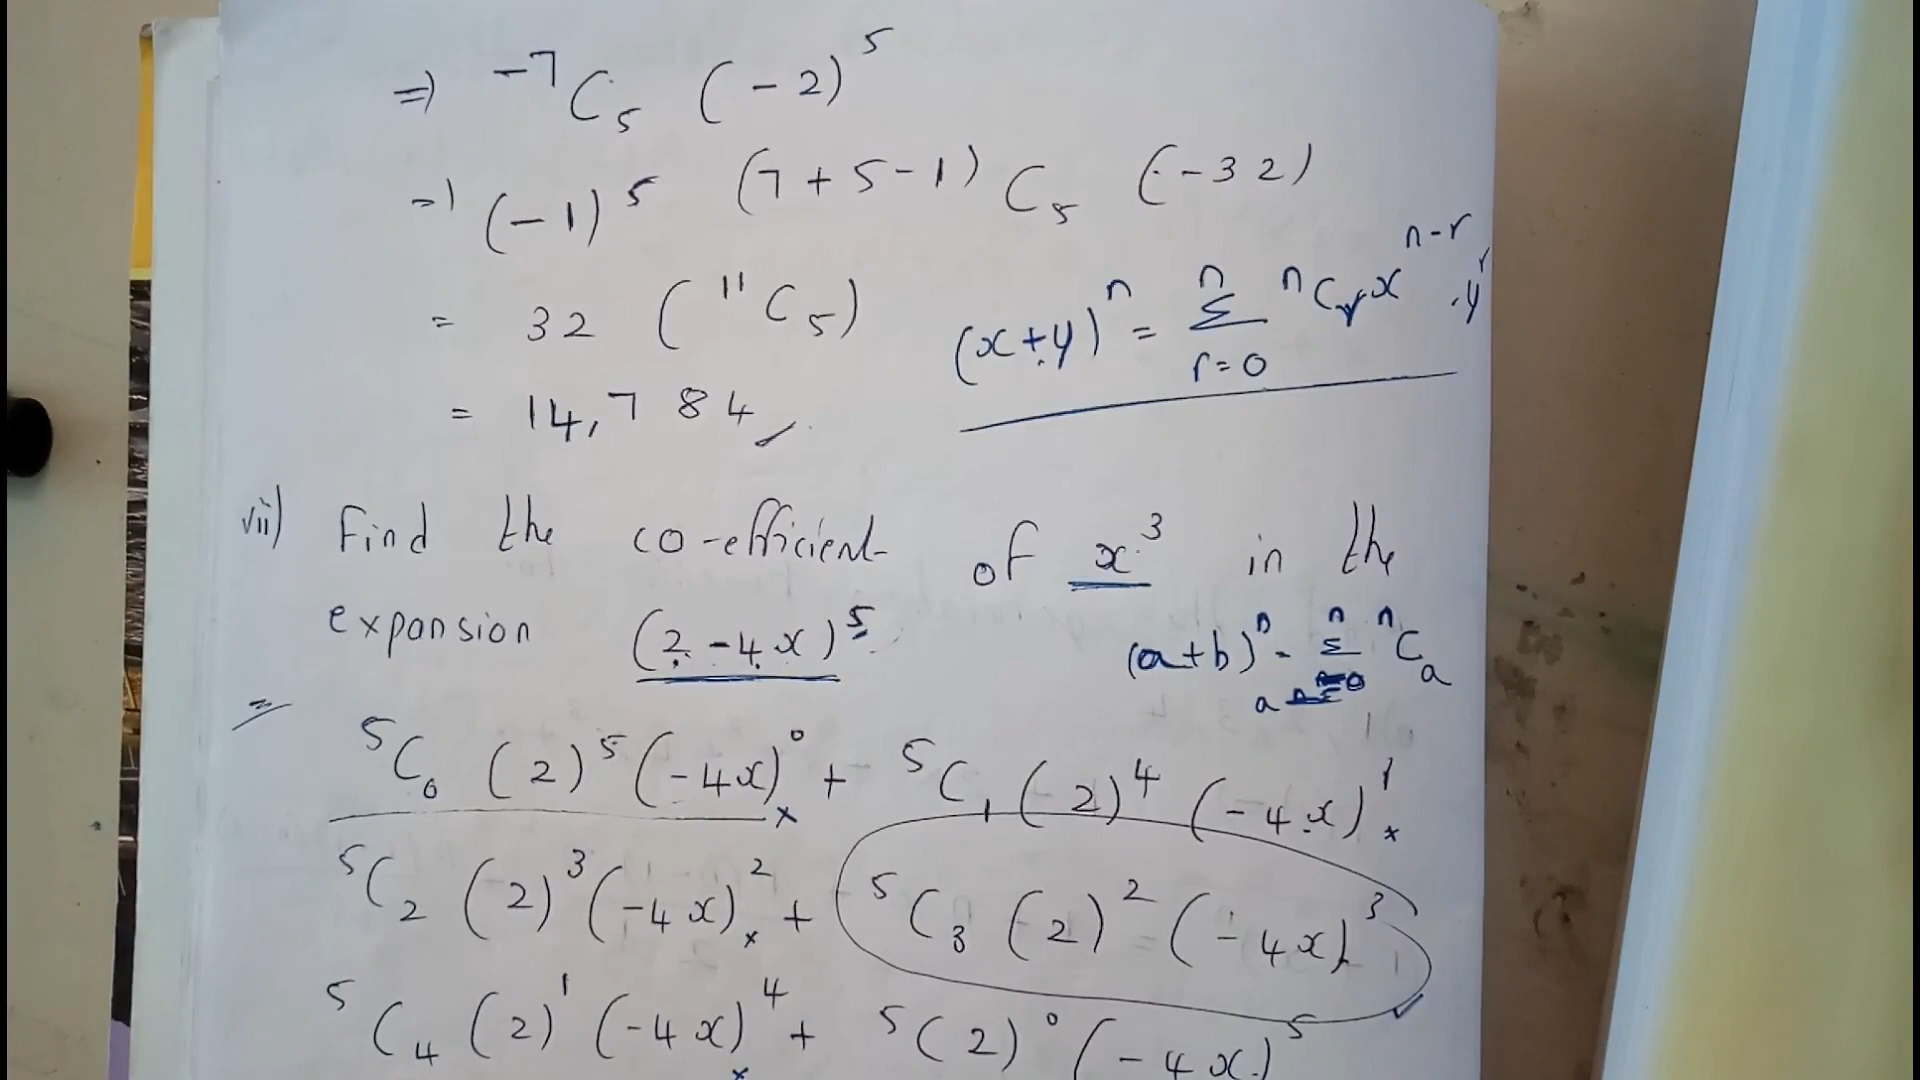 ⇒ ⁻⁷C₅ (-2)⁵
=) (-1)⁵ (7+5-1) C₅ (-32)
= 32 (¹¹C₅)
(x+y)ⁿ = Σ ⁿCᵣ xⁿ⁻ʳ . yʳ
n
r=0
= 14,784
vii) Find the co-efficient of x³ in the
expansion (2-4x)⁵
(a+b)ⁿ = Σ ⁿCₐ
n
⁵C₀ (2)⁵ (-4x)⁰ + ⁵C₁ (2)⁴ (-4x)¹
⁵C₂ (2)³ (-4x)² + ⁵C₃ (2)² (-4x)³
⁵C₄ (2)¹ (-4x)⁴ + ⁵C (2)⁰ (-4x)⁵